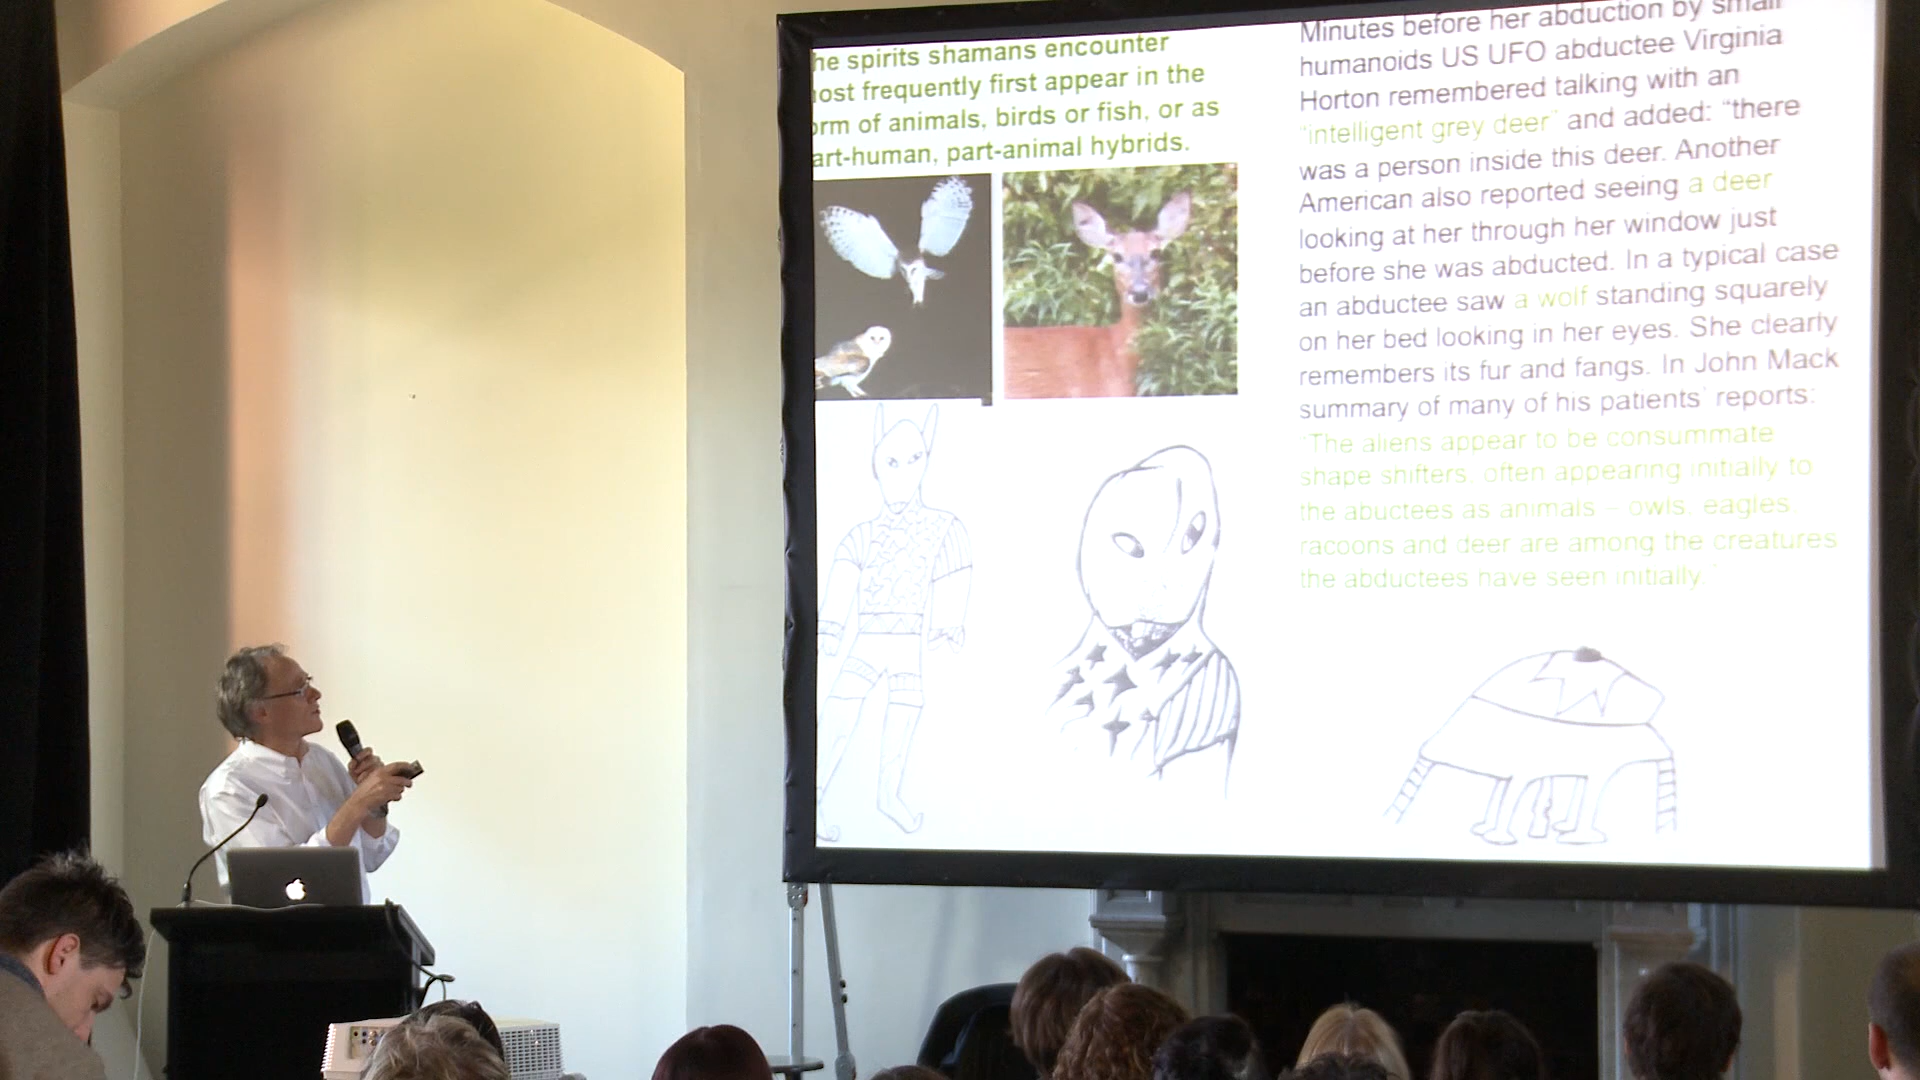 he spirits shamans encounter
ost frequently first appear in the
orm of animals, birds or fish, or as
art-human, part-animal hybrids.
Minutes before her abduction by small
humanoids US UFO abductee Virginia
Horton remembered talking with an
“intelligent grey deer” and added: “there
was a person inside this deer. Another
American also reported seeing a deer
looking at her through her window just
before she was abducted. In a typical case
an abductee saw a wolf standing squarely
on her bed looking in her eyes. She clearly
remembers its fur and fangs. In John Mack
summary of many of his patients’ reports:
“The aliens appear to be consummate
shape shifters, often appearing initially to
the abuctees as animals – owls, eagles,
racoons and deer are among the creatures
the abductees have seen initially.”